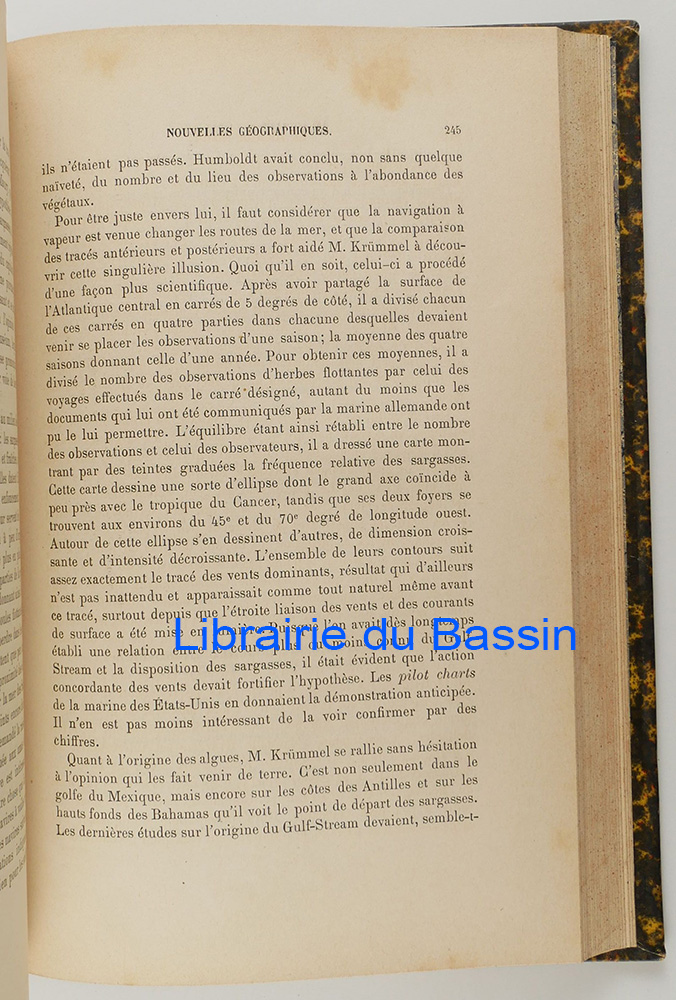 NOUVELLES GÉOGRAPHIQUES. 245
ils n'étaient pas passés. Humboldt avait conclu, non sans quelque
naïveté, du nombre et du lieu des observations à l'abondance des
végétaux.
Pour être juste envers lui, il faut considérer que la navigation à
vapeur est venue changer les routes de la mer, et que la comparaison
des tracés antérieurs et postérieurs a fort aidé M. Krümmel à décou-
vrir cette singulière illusion. Quoi qu'il en soit, celui-ci a procédé
d'une façon plus scientifique. Après avoir partagé la surface de
l'Atlantique central en carrés de 5 degrés de côté, il a divisé chacun
de ces carrés en quatre parties dans chacune desquelles devaient
venir se placer les observations d'une saison; la moyenne des quatre
saisons donnant celle d'une année. Pour obtenir ces moyennes, il a
divisé le nombre des observations d'herbes flottantes par celui des
voyages effectués dans le carré désigné, autant du moins que les
documents qui lui ont été communiqués par la marine allemande ont
pu le lui permettre. L'équilibre étant ainsi rétabli entre le nombre
des observations et celui des observateurs, il a dressé une carte mon-
trant par des teintes graduées la fréquence relative des sargasses.
Cette carte dessine une sorte d'ellipse dont le grand axe coïncide à
peu près avec le tropique du Cancer, tandis que ses deux foyers se
trouvent aux environs du 45e et du 70e degré de longitude ouest.
Autour de cette ellipse s'en dessinent d'autres, de dimension crois-
sante et d'intensité décroissante. L'ensemble de leurs contours suit
assez exactement le tracé des vents dominants, résultat qui d'ailleurs
n'est pas inattendu et apparaissait comme tout naturel même avant
ce tracé, surtout depuis que l'étroite liaison des vents et des courants
de surface a été mise en lumière. Puisque l'on avait dès longtemps
Librairie du Bassin
établi une relation entre le cours plus ou moins connu du Gulf-
Stream et la disposition des sargasses, il était évident que l'action
concordante des vents devait fortifier l'hypothèse. Les pilot charts
de la marine des États-Unis en donnaient la démonstration anticipée.
Il n'en est pas moins intéressant de la voir confirmer par des
chiffres.
Quant à l'origine des algues, M. Krümmel se rallie sans hésitation
à l'opinion qui les fait venir de terre. C'est non seulement dans le
golfe du Mexique, mais encore sur les côtes des Antilles et sur les
hauts fonds des Bahamas qu'il voit le point de départ des sargasses.
Les dernières études sur l'origine du Gulf-Stream devaient, semble-t-